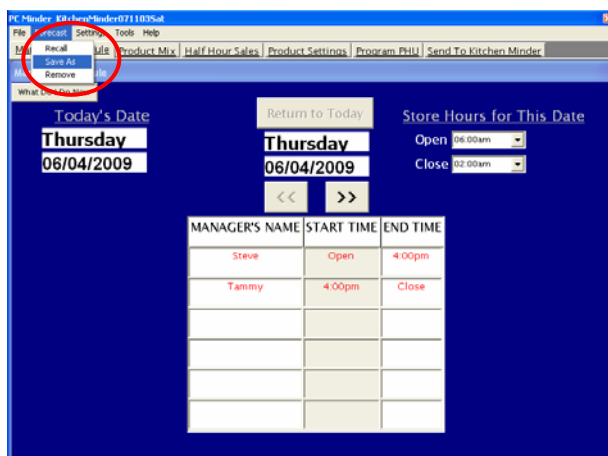 PC Minder KitchenMinder071103Sat
File Forecast Settings Tools Help
Product Mix Half Hour Sales Product Settings Program PHU Send To Kitchen Minder
Recall
Save As
Remove
Today's Date
Return to Today
Store Hours for This Date
Thursday
Thursday
Open 06:00am
06/04/2009
06/04/2009
Close 02:00am
<< >>
MANAGER'S NAME START TIME END TIME
Steve Open 4:00pm
Tammy 4:00pm Close